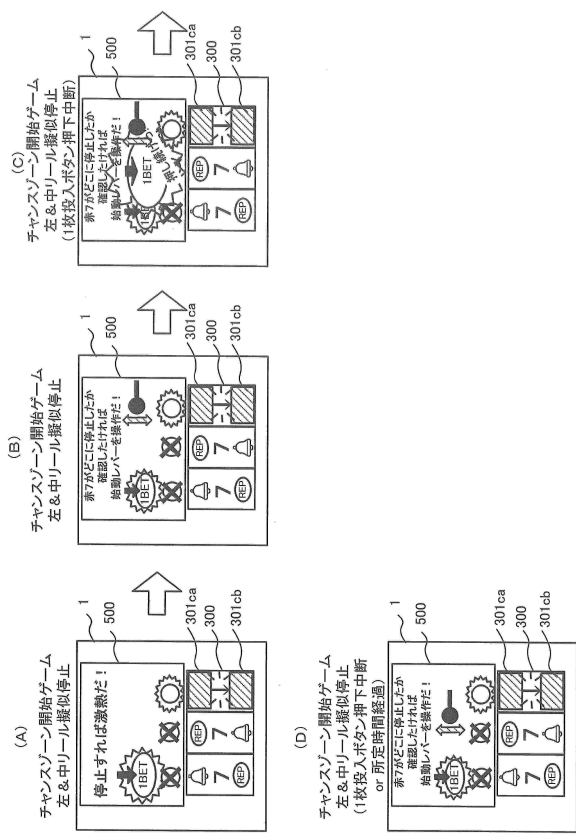 (A)
チャンスゾーン開始ゲーム
左&中リール擬似停止
1
500
停止すれば激熱だ！
1BET
REP
7
REP
7
301ca
300
301cb
(B)
チャンスゾーン開始ゲーム
左&中リール擬似停止
1
500
赤7がどこに停止したか
確認したければ
始動レバーを操作だ！
1BET
REP
7
REP
7
301ca
300
301cb
(C)
チャンスゾーン開始ゲーム
左&中リール擬似停止
(1枚投入ボタン押下中断)
1
500
赤7がどこに停止したか
確認したければ
始動レバーを操作だ！
1BET
押し続けろ！
REP
7
REP
7
301ca
300
301cb
(D)
チャンスゾーン開始ゲーム
左&中リール擬似停止
(1枚投入ボタン押下中断
or 所定時間経過)
1
500
赤7がどこに停止したか
確認したければ
始動レバーを操作だ！
1BET
REP
7
REP
7
301ca
300
301cb